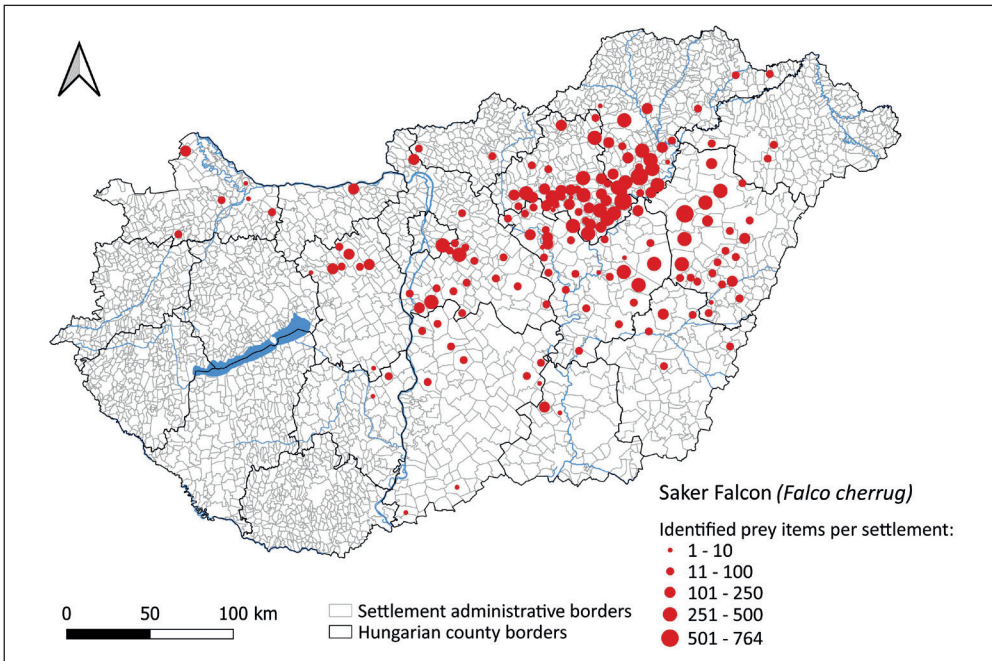 Saker Falcon (Falco cherrug)
Identified prey items per settlement:
1 - 10
11 - 100
101 - 250
251 - 500
501 - 764
0 50 100 km
Settlement administrative borders
Hungarian county borders